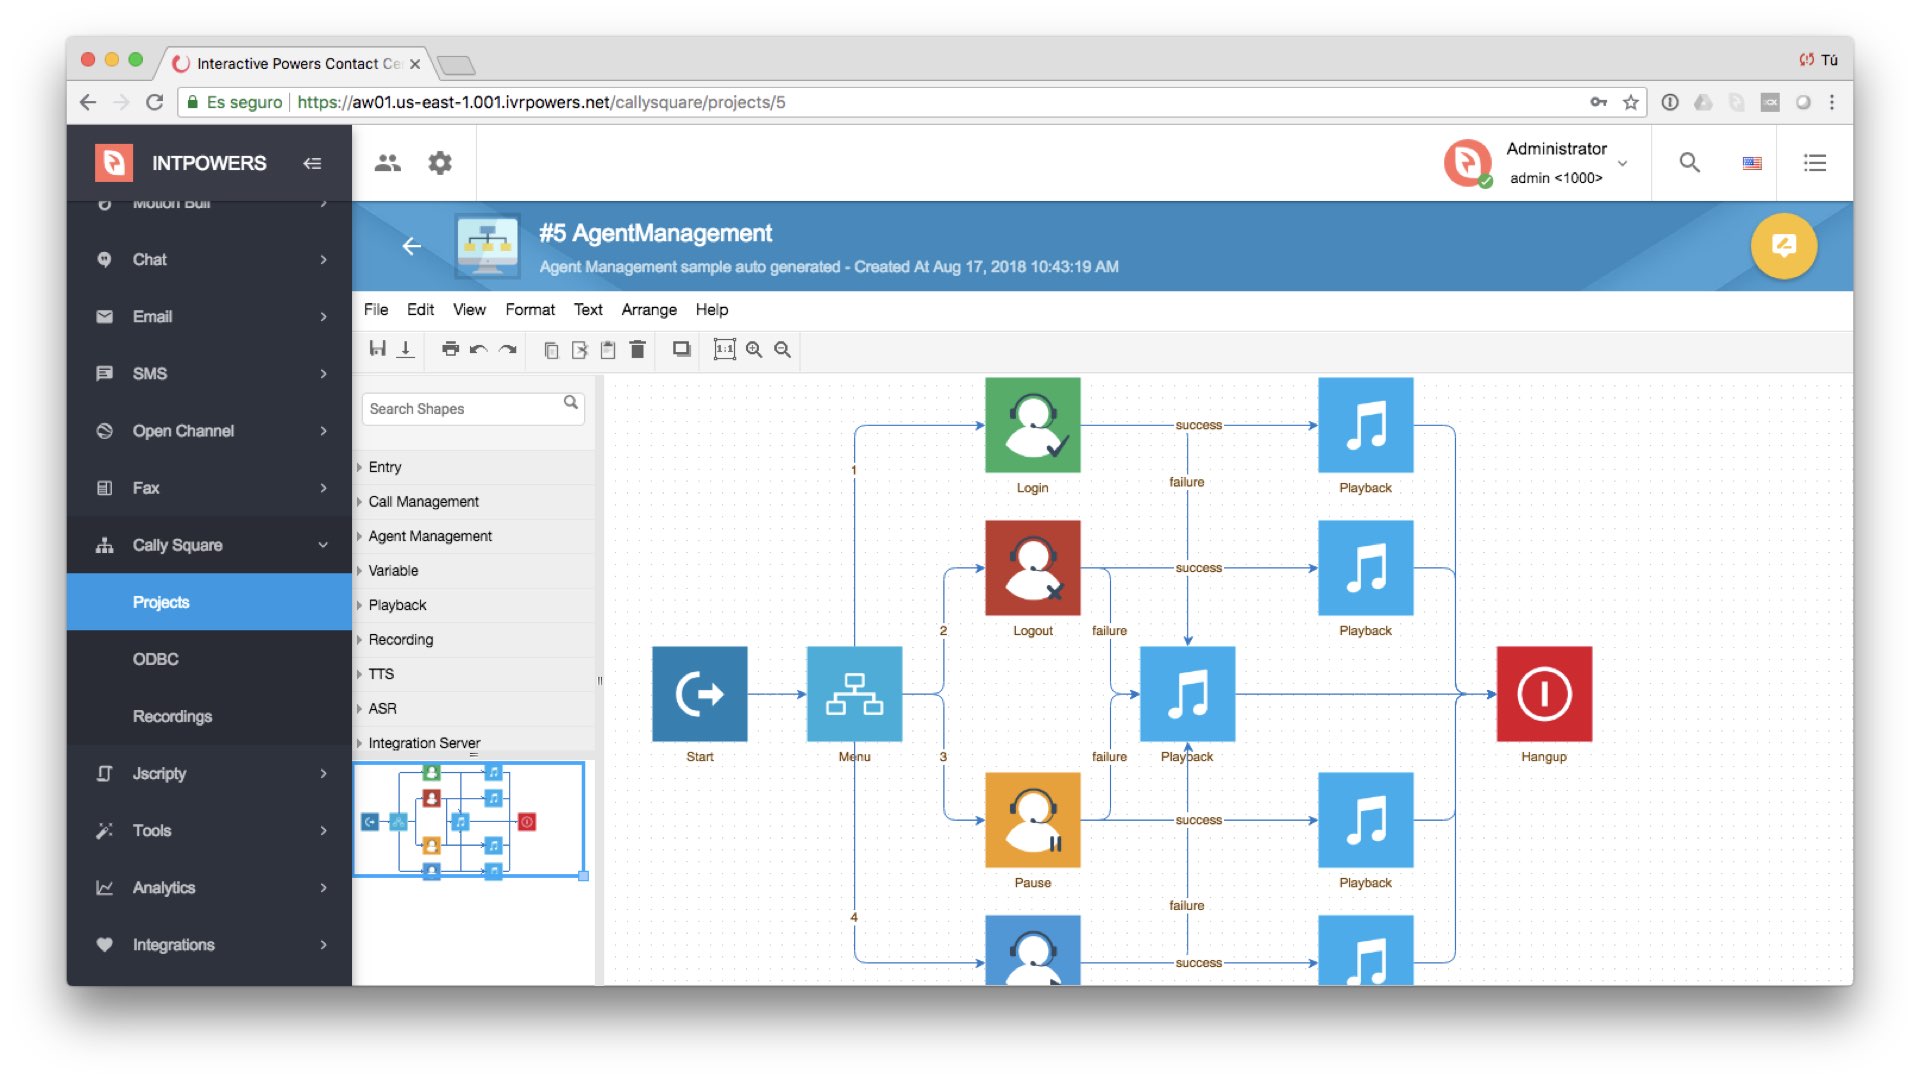 Interactive Powers Contact Ce
Tú
Es seguro https://aw01.us-east-1.001.ivrpowers.net/callysquare/projects/5
INTPOWERS
Administrator
admin <1000>
Motion Bull
Chat
Email
SMS
Open Channel
Fax
Cally Square
Projects
ODBC
Recordings
Jscripty
Tools
Analytics
Integrations
#5 AgentManagement
Agent Management sample auto generated - Created At Aug 17, 2018 10:43:19 AM
File Edit View Format Text Arrange Help
1:1
Search Shapes
Entry
Call Management
Agent Management
Variable
Playback
Recording
TTS
ASR
Integration Server
success
1
failure
Login
Playback
success
2
Logout
failure
Playback
Start
Menu
3
failure
Playback
Hangup
success
Pause
Playback
failure
4
success